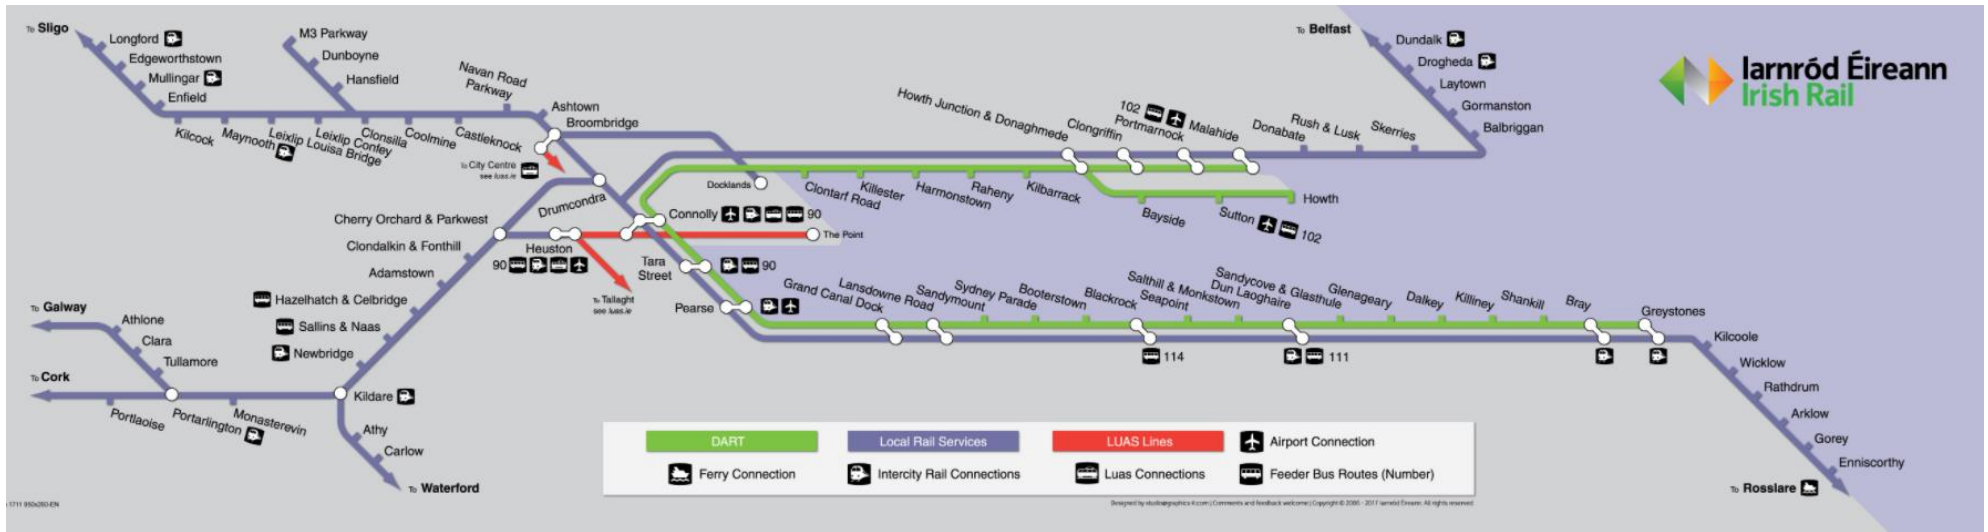 To Sligo
Longford
Edgeworthstown
Mullingar
Enfield
M3 Parkway
Dunboyne
Hansfield
Navan Road
Parkway
Ashtown
Broombridge
Kilcock
Maynooth
Leixlip
Louisa Bridge
Leixlip Confey
Clonsilla
Coolmine
Castleknock
To City Centre
see luas.ie
Docklands
Drumcondra
Connolly
90
The Point
Cherry Orchard & Parkwest
Heuston
90
Clondalkin & Fonthill
Adamstown
Hazelhatch & Celbridge
Sallins & Naas
Newbridge
To Tallaght
see luas.ie
Tara
Street
90
Pearse
To Galway
Athlone
Clara
Tullamore
To Cork
Portlaoise
Portarlington
Monasterevin
Kildare
Athy
Carlow
To Waterford
To Belfast
Dundalk
Drogheda
Laytown
Gormanston
Balbriggan
Howth Junction & Donaghmede
Clongriffin
102
Portmarnock
Malahide
Donabate
Rush & Lusk
Skerries
Clontarf Road
Killester
Harmonstown
Raheny
Kilbarrack
Bayside
Sutton
102
Howth
Grand Canal Dock
Lansdowne Road
Sandymount
Sydney Parade
Booterstown
Blackrock
Seapoint
Salthill & Monkstown
Dun Laoghaire
Sandycove & Glasthule
Glenageary
Dalkey
Killiney
Shankill
Bray
Greystones
114
111
Kilcoole
Wicklow
Rathdrum
Arklow
Gorey
Enniscorthy
To Rosslare
Iarnród Éireann
Irish Rail
DART
Local Rail Services
LUAS Lines
Airport Connection
Ferry Connection
Intercity Rail Connections
Luas Connections
Feeder Bus Routes (Number)